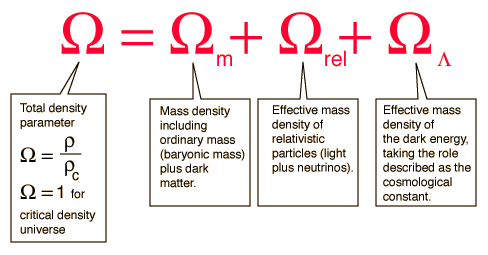 Ω = Ωm + Ωrel + ΩΛ
Total density
parameter
Ω = ρ/ρc
Ω = 1 for
critical density
universe
Mass density
including
ordinary mass
(baryonic mass)
plus dark
matter.
Effective mass
density of
relativistic
particles (light
plus neutrinos).
Effective mass
density of
the dark energy,
taking the role
described as the
cosmological
constant.